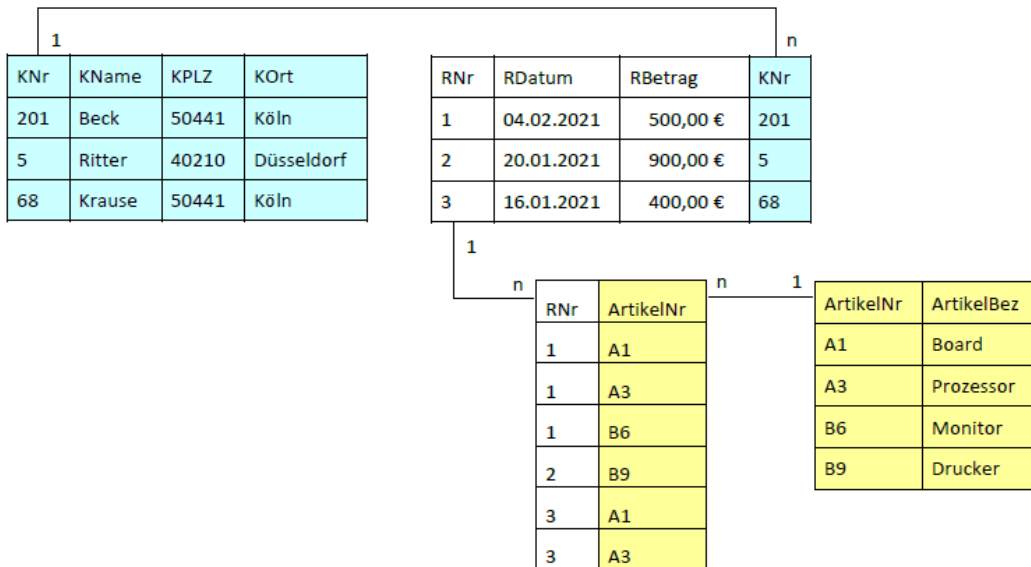 1 n
KNr KName KPLZ KOrt
201 Beck 50441 Köln
5 Ritter 40210 Düsseldorf
68 Krause 50441 Köln
RNr RDatum RBetrag KNr
1 04.02.2021 500,00 € 201
2 20.01.2021 900,00 € 5
3 16.01.2021 400,00 € 68
1
n n 1
RNr ArtikelNr
1 A1
1 A3
1 B6
2 B9
3 A1
3 A3
ArtikelNr ArtikelBez
A1 Board
A3 Prozessor
B6 Monitor
B9 Drucker